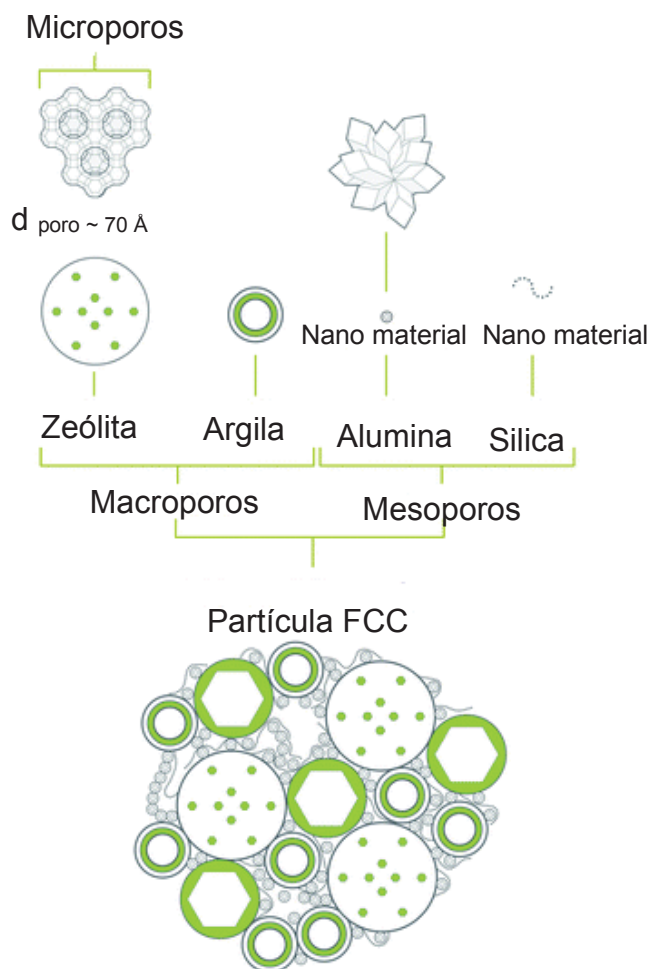 Microporos
d poro ~ 70 Å
Nano material
Nano material
Zeólita
Argila
Alumina
Silica
Macroporos
Mesoporos
Partícula FCC